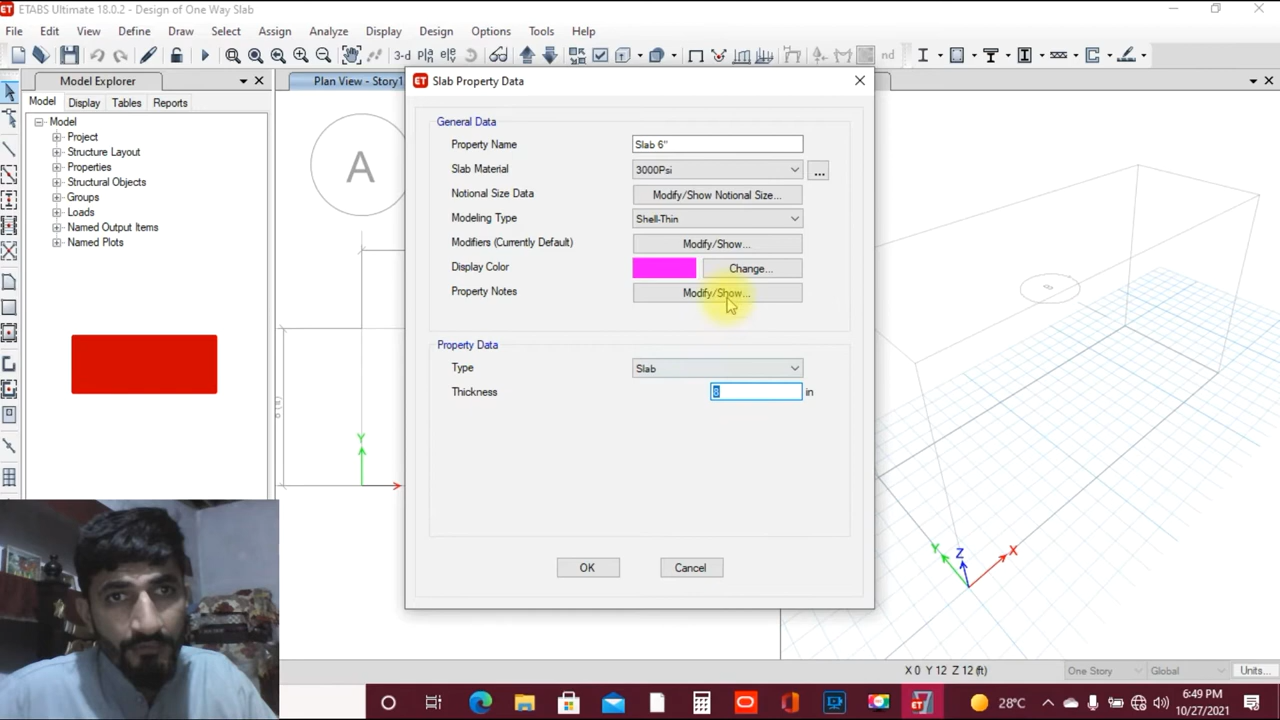 ETABS Ultimate 18.0.2 - Design of One Way Slab
File Edit View Define Draw Select Assign Analyze Display Design Options Tools Help
3-d
Model Explorer
Plan View - Story1
Slab Property Data
Model Display Tables Reports
Model
Project
Structure Layout
Properties
Structural Objects
Groups
Loads
Named Output Items
Named Plots
A
General Data
Property Name Slab 6"
Slab Material 3000Psi ...
Notional Size Data Modify/Show Notional Size...
Modeling Type Shell-Thin
Modifiers (Currently Default) Modify/Show...
Display Color Change...
Property Notes Modify/Show...
Property Data
Type Slab
Thickness 8 in
OK Cancel
Y
Y Z X
X 0 Y 12 Z 12 (ft) One Story Global Units...
28°C
6:49 PM
10/27/2021